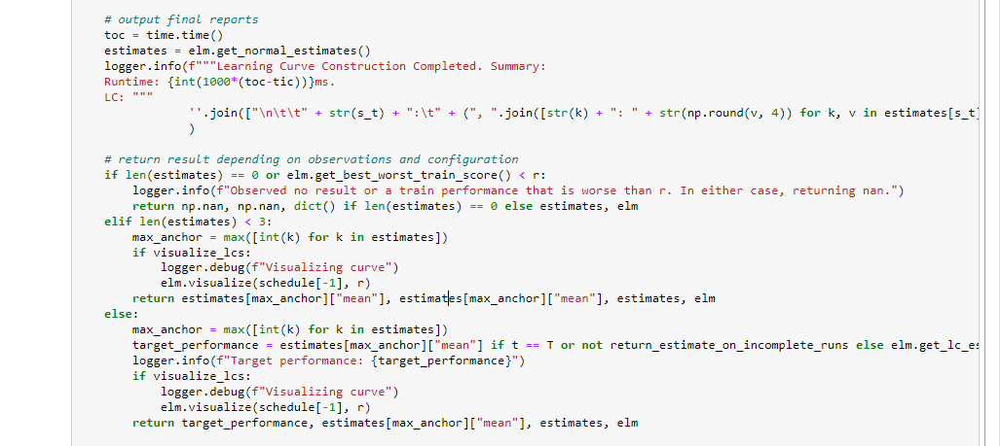 # output final reports
toc = time.time()
estimates = elm.get_normal_estimates()
logger.info(f"""Learning Curve Construction Completed. Summary:
Runtime: {int(1000*(toc-tic))}ms.
LC: """
''.join(["\n\t\t" + str(s_t) + ":\t" + (", ".join([str(k) + ": " + str(np.round(v, 4)) for k, v in estimates[s_t]
)
# return result depending on observations and configuration
if len(estimates) == 0 or elm.get_best_worst_train_score() < r:
logger.info(f"Observed no result or a train performance that is worse than r. In either case, returning nan.")
return np.nan, np.nan, dict() if len(estimates) == 0 else estimates, elm
elif len(estimates) < 3:
max_anchor = max([int(k) for k in estimates])
if visualize_lcs:
logger.debug(f"Visualizing curve")
elm.visualize(schedule[-1], r)
return estimates[max_anchor]["mean"], estimates[max_anchor]["mean"], estimates, elm
else:
max_anchor = max([int(k) for k in estimates])
target_performance = estimates[max_anchor]["mean"] if t == T or not return_estimate_on_incomplete_runs else elm.get_lc_es
logger.info(f"Target performance: {target_performance}")
if visualize_lcs:
logger.debug(f"Visualizing curve")
elm.visualize(schedule[-1], r)
return target_performance, estimates[max_anchor]["mean"], estimates, elm